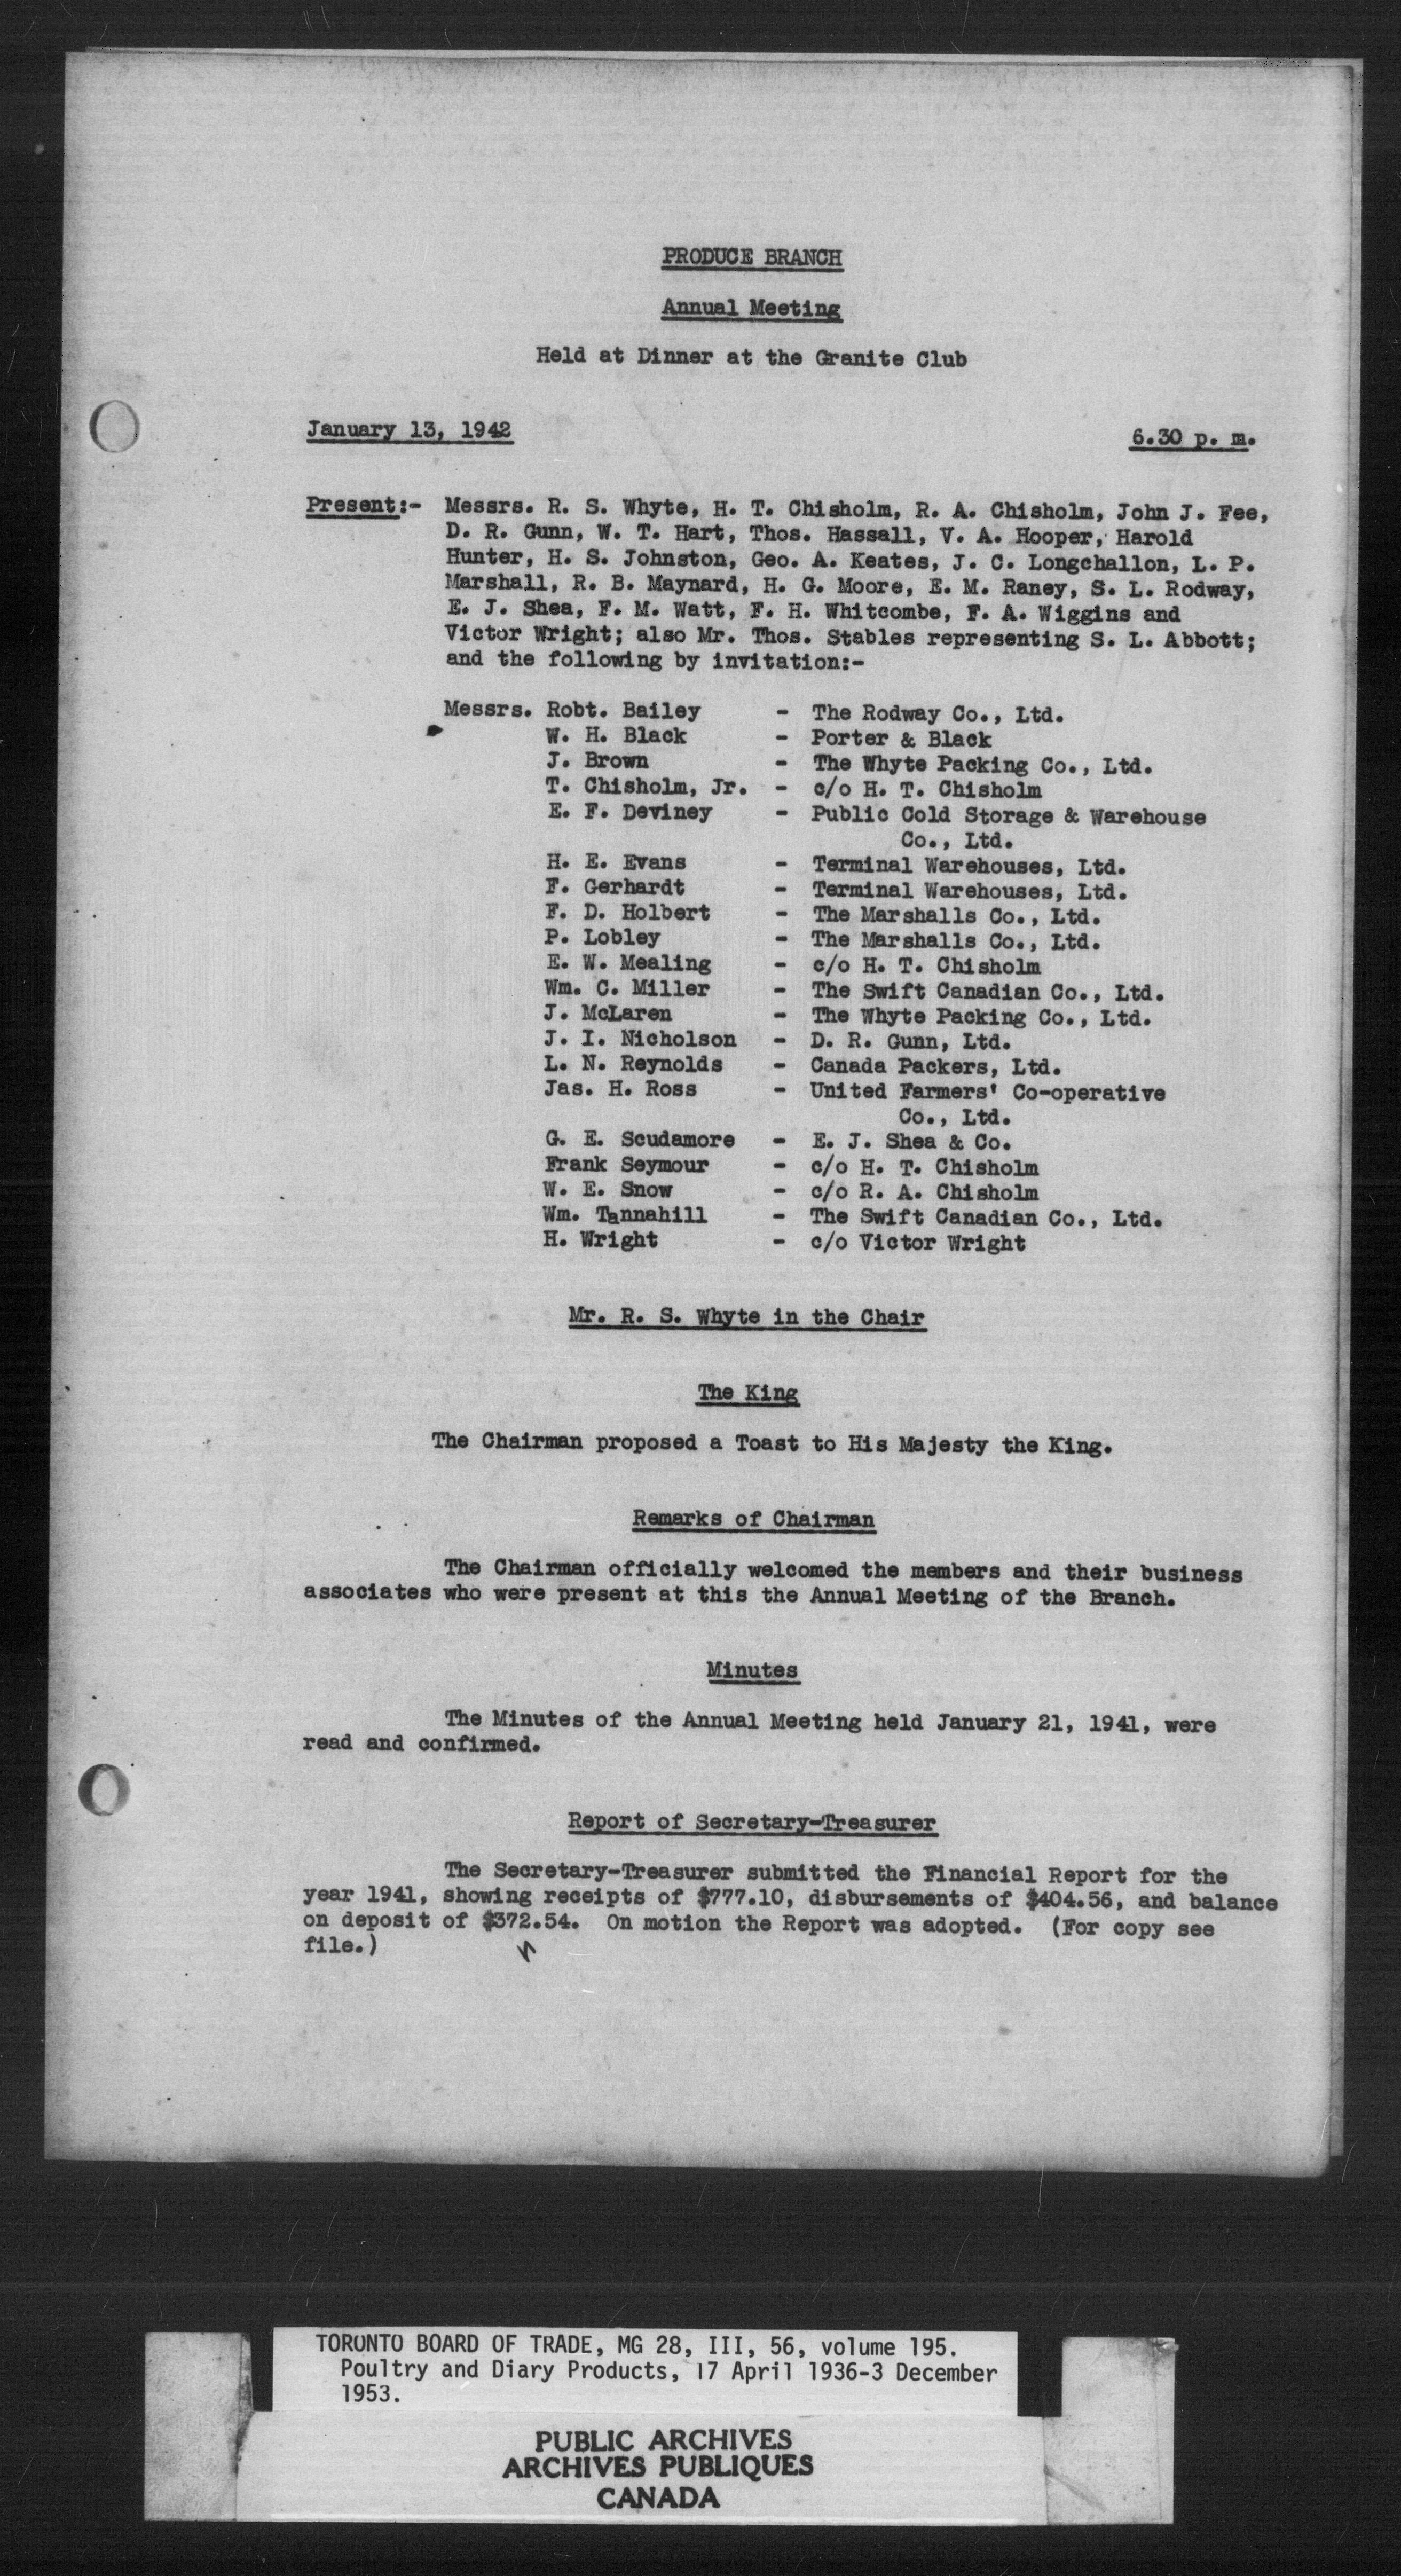 PRODUCE BRANCH
Annual Meeting
Held at Dinner at the Granite Club
January 13, 1942 6.30 p. m.
Present:- Messrs. R. S. Whyte, H. T. Chisholm, R. A. Chisholm, John J. Fee,
D. R. Gunn, W. T. Hart, Thos. Hassall, V. A. Hooper, Harold
Hunter, H. S. Johnston, Geo. A. Keates, J. C. Longchallon, L. P.
Marshall, R. B. Maynard, H. G. Moore, E. M. Raney, S. L. Rodway,
E. J. Shea, F. M. Watt, F. H. Whitcombe, F. A. Wiggins and
Victor Wright; also Mr. Thos. Stables representing S. L. Abbott;
and the following by invitation:-
Messrs. Robt. Bailey - The Rodway Co., Ltd.
W. H. Black - Porter & Black
J. Brown - The Whyte Packing Co., Ltd.
T. Chisholm, Jr. - c/o H. T. Chisholm
E. F. Deviney - Public Cold Storage & Warehouse
Co., Ltd.
H. E. Evans - Terminal Warehouses, Ltd.
F. Gerhardt - Terminal Warehouses, Ltd.
F. D. Holbert - The Marshalls Co., Ltd.
P. Lobley - The Marshalls Co., Ltd.
E. W. Mealing - c/o H. T. Chisholm
Wm. C. Miller - The Swift Canadian Co., Ltd.
J. McLaren - The Whyte Packing Co., Ltd.
J. I. Nicholson - D. R. Gunn, Ltd.
L. N. Reynolds - Canada Packers, Ltd.
Jas. H. Ross - United Farmers' Co-operative
Co., Ltd.
G. E. Scudamore - E. J. Shea & Co.
Frank Seymour - c/o H. T. Chisholm
W. E. Snow - c/o R. A. Chisholm
Wm. Tannahill - The Swift Canadian Co., Ltd.
H. Wright - c/o Victor Wright
Mr. R. S. Whyte in the Chair
The King
The Chairman proposed a Toast to His Majesty the King.
Remarks of Chairman
The Chairman officially welcomed the members and their business
associates who were present at this the Annual Meeting of the Branch.
Minutes
The Minutes of the Annual Meeting held January 21, 1941, were
read and confirmed.
Report of Secretary-Treasurer
The Secretary-Treasurer submitted the Financial Report for the
year 1941, showing receipts of $777.10, disbursements of $404.56, and balance
on deposit of $372.54. On motion the Report was adopted. (For copy see
file.)
TORONTO BOARD OF TRADE, MG 28, III, 56, volume 195.
Poultry and Diary Products, 17 April 1936-3 December
1953.
PUBLIC ARCHIVES
ARCHIVES PUBLIQUES
CANADA